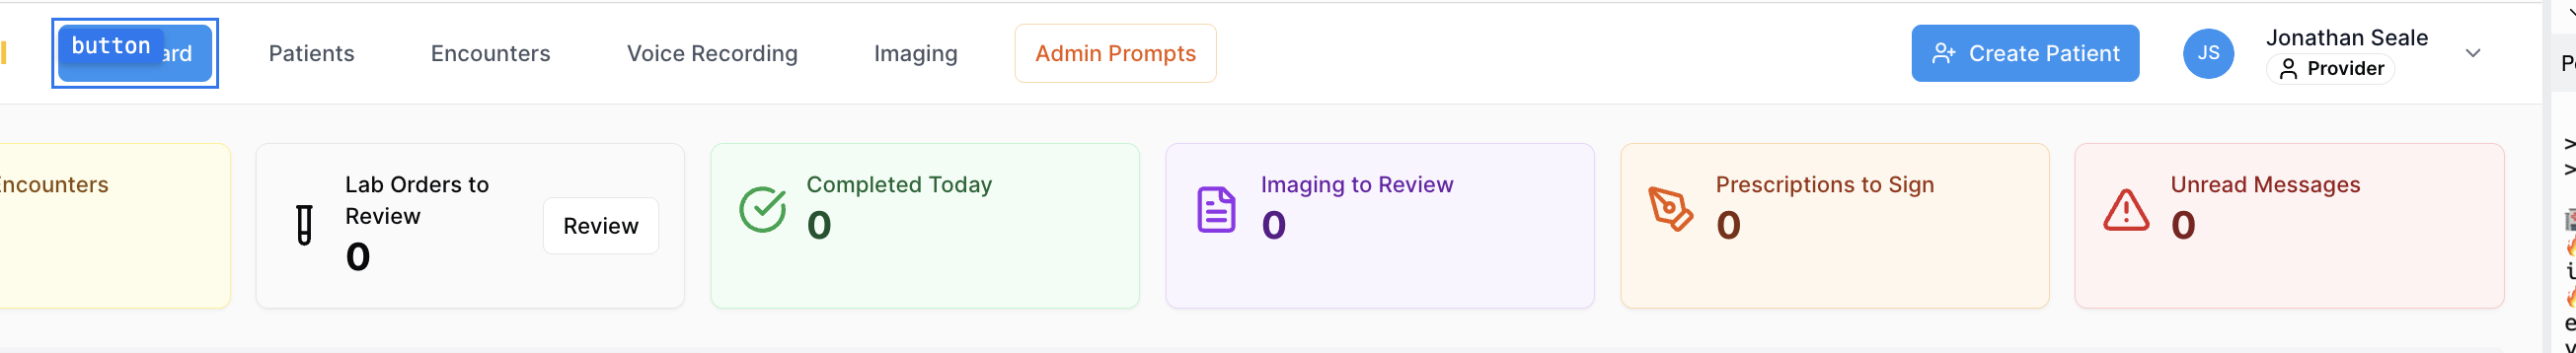 button
ard
Patients
Encounters
Voice Recording
Imaging
Admin Prompts
Create Patient
JS
Jonathan Seale
Provider
Encounters
Lab Orders to
Review
0
Review
Completed Today
0
Imaging to Review
0
Prescriptions to Sign
0
Unread Messages
0